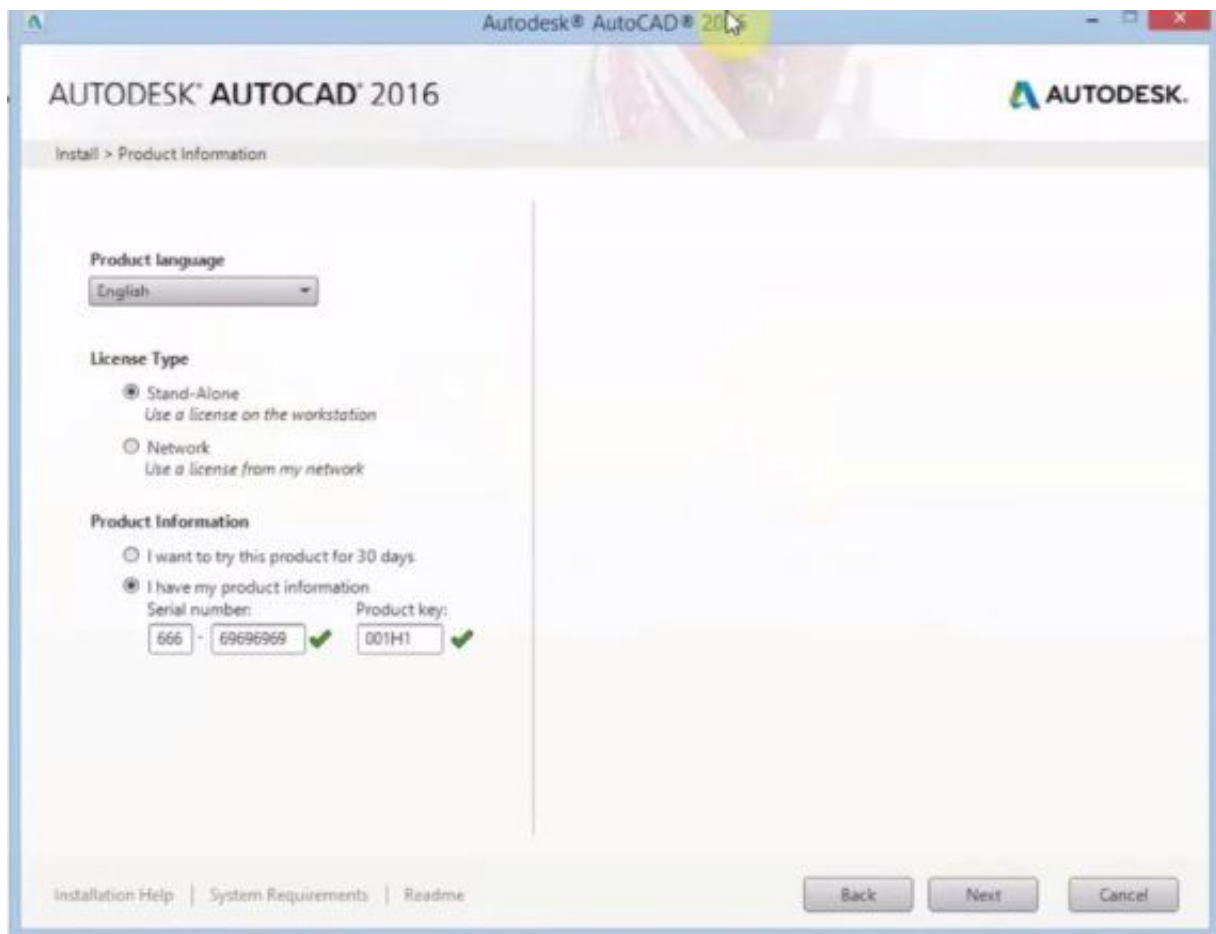 Autodesk® AutoCAD® 2016
AUTODESK® AUTOCAD® 2016
AUTODESK.
Install > Product Information
Product language
English
License Type
Stand-Alone
Use a license on the workstation
Network
Use a license from my network
Product Information
I want to try this product for 30 days
I have my product information
Serial number: Product key:
666 - 69696969 001H1
Installation Help | System Requirements | Readme
Back Next Cancel